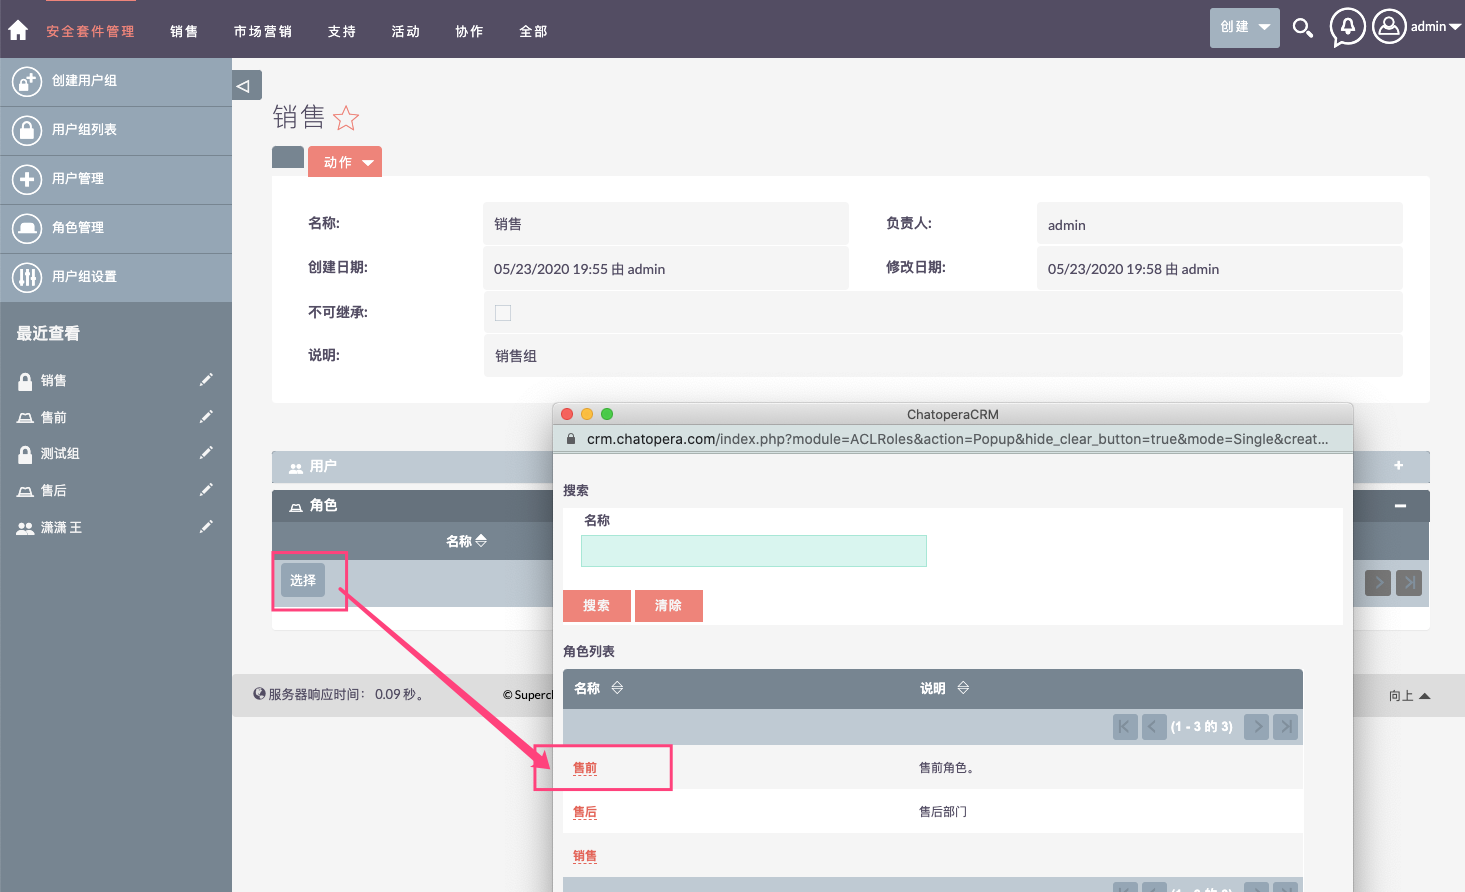 安全套件管理 销售 市场营销 支持 活动 协作 全部 创建 admin
创建用户组
用户组列表
用户管理
角色管理
用户组设置
最近查看
销售
售前
测试组
售后
潇潇 王
销售
动作
名称: 销售 负责人: admin
创建日期: 05/23/2020 19:55 由 admin 修改日期: 05/23/2020 19:58 由 admin
不可继承:
说明: 销售组
用户
角色
名称
选择
服务器响应时间: 0.09 秒。 © Superc 向上
ChatoperaCRM
crm.chatopera.com/index.php?module=ACLRoles&action=Popup&hide_clear_button=true&mode=Single&creat...
搜索
名称
搜索 清除
角色列表
名称 说明
(1 - 3 的 3)
售前 售前角色。
售后 售后部门
销售
(1 - 3 的 3)